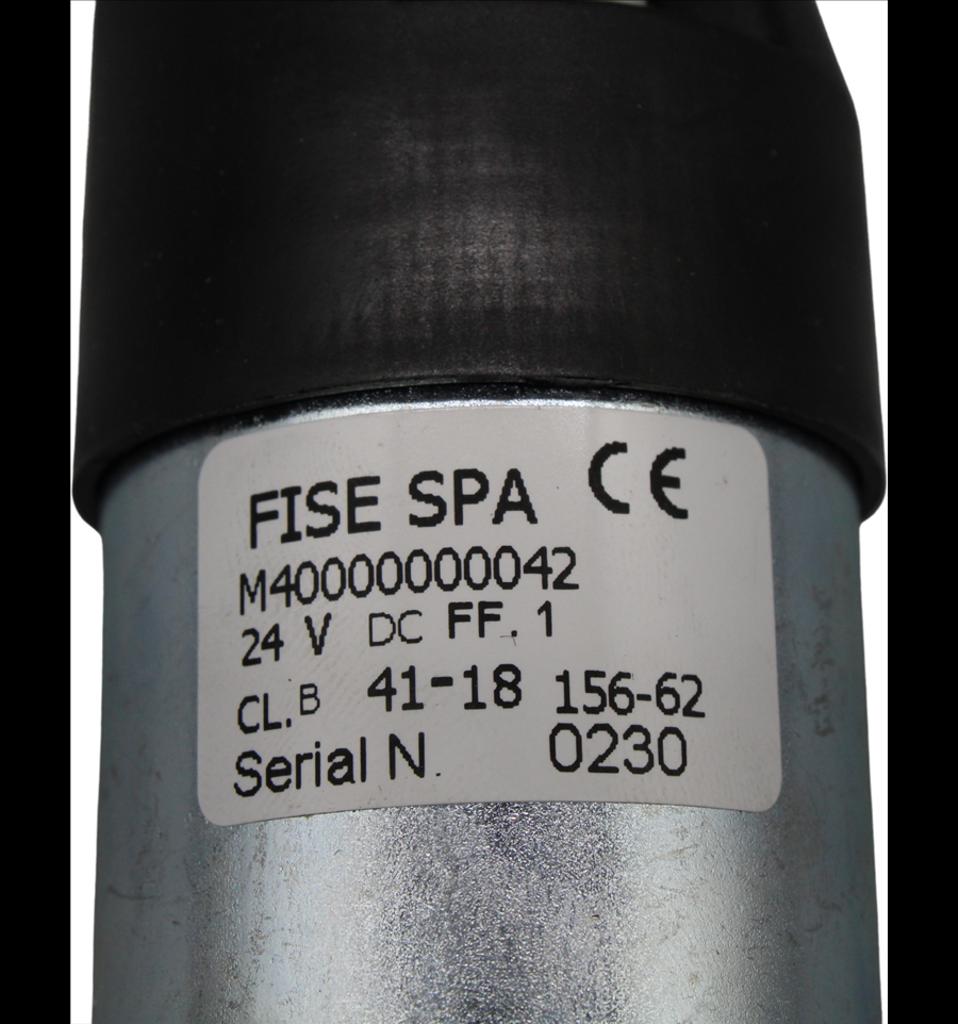 FISE SPA CE
M40000000042
24 V DC FF. 1
CL. B 41-18 156-62
Serial N. 0230